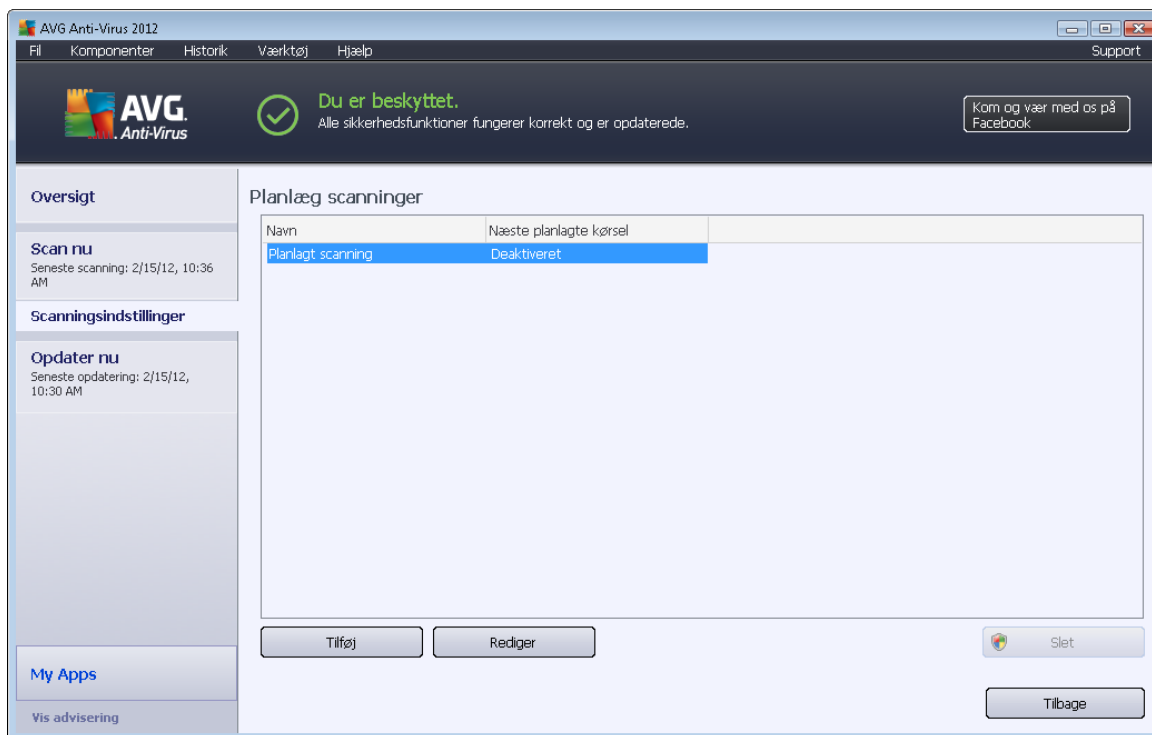 AVG Anti-Virus 2012
Fil Komponenter Historik Værktøj Hjælp Support
AVG.
Anti-Virus
Du er beskyttet.
Alle sikkerhedsfunktioner fungerer korrekt og er opdaterede.
Kom og vær med os på
Facebook
Oversigt
Scan nu
Seneste scanning: 2/15/12, 10:36
AM
Scanningsindstillinger
Opdater nu
Seneste opdatering: 2/15/12,
10:30 AM
My Apps
Vis advisering
Planlæg scanninger
Navn Næste planlagte kørsel
Planlagt scanning Deaktiveret
Tilføj Rediger Slet
Tilbage